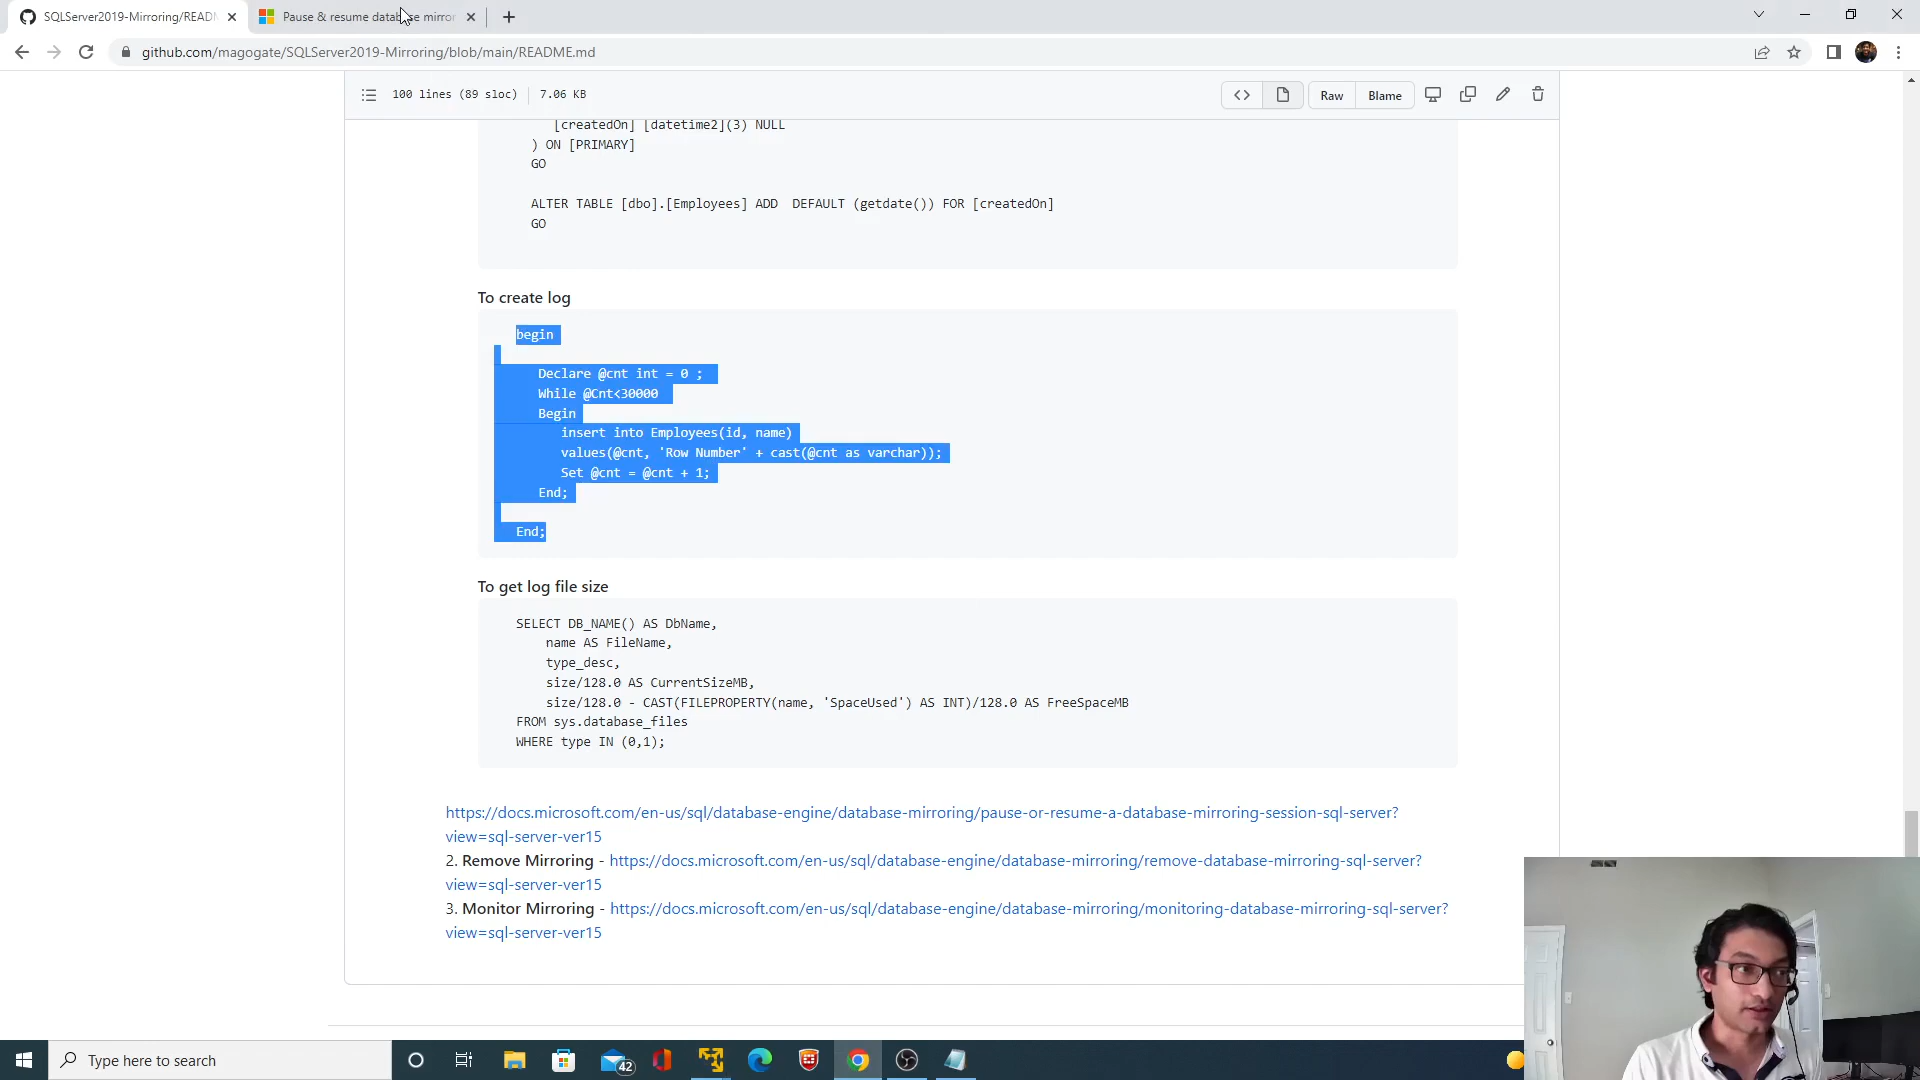 SQLServer2019-Mirroring/READM
Pause & resume database mirror
github.com/magogate/SQLServer2019-Mirroring/blob/main/README.md
100 lines (89 sloc) 7.06 KB
Raw
Blame
[createdOn] [datetime2](3) NULL
) ON [PRIMARY]
GO
ALTER TABLE [dbo].[Employees] ADD DEFAULT (getdate()) FOR [createdOn]
GO
To create log
begin
Declare @cnt int = 0 ;
While @Cnt<30000
Begin
insert into Employees(id, name)
values(@cnt, 'Row Number' + cast(@cnt as varchar));
Set @cnt = @cnt + 1;
End;
End;
To get log file size
SELECT DB_NAME() AS DbName,
name AS FileName,
type_desc,
size/128.0 AS CurrentSizeMB,
size/128.0 - CAST(FILEPROPERTY(name, 'SpaceUsed') AS INT)/128.0 AS FreeSpaceMB
FROM sys.database_files
WHERE type IN (0,1);
https://docs.microsoft.com/en-us/sql/database-engine/database-mirroring/pause-or-resume-a-database-mirroring-session-sql-server?
view=sql-server-ver15
2. Remove Mirroring - https://docs.microsoft.com/en-us/sql/database-engine/database-mirroring/remove-database-mirroring-sql-server?
view=sql-server-ver15
3. Monitor Mirroring - https://docs.microsoft.com/en-us/sql/database-engine/database-mirroring/monitoring-database-mirroring-sql-server?
view=sql-server-ver15
Type here to search
42